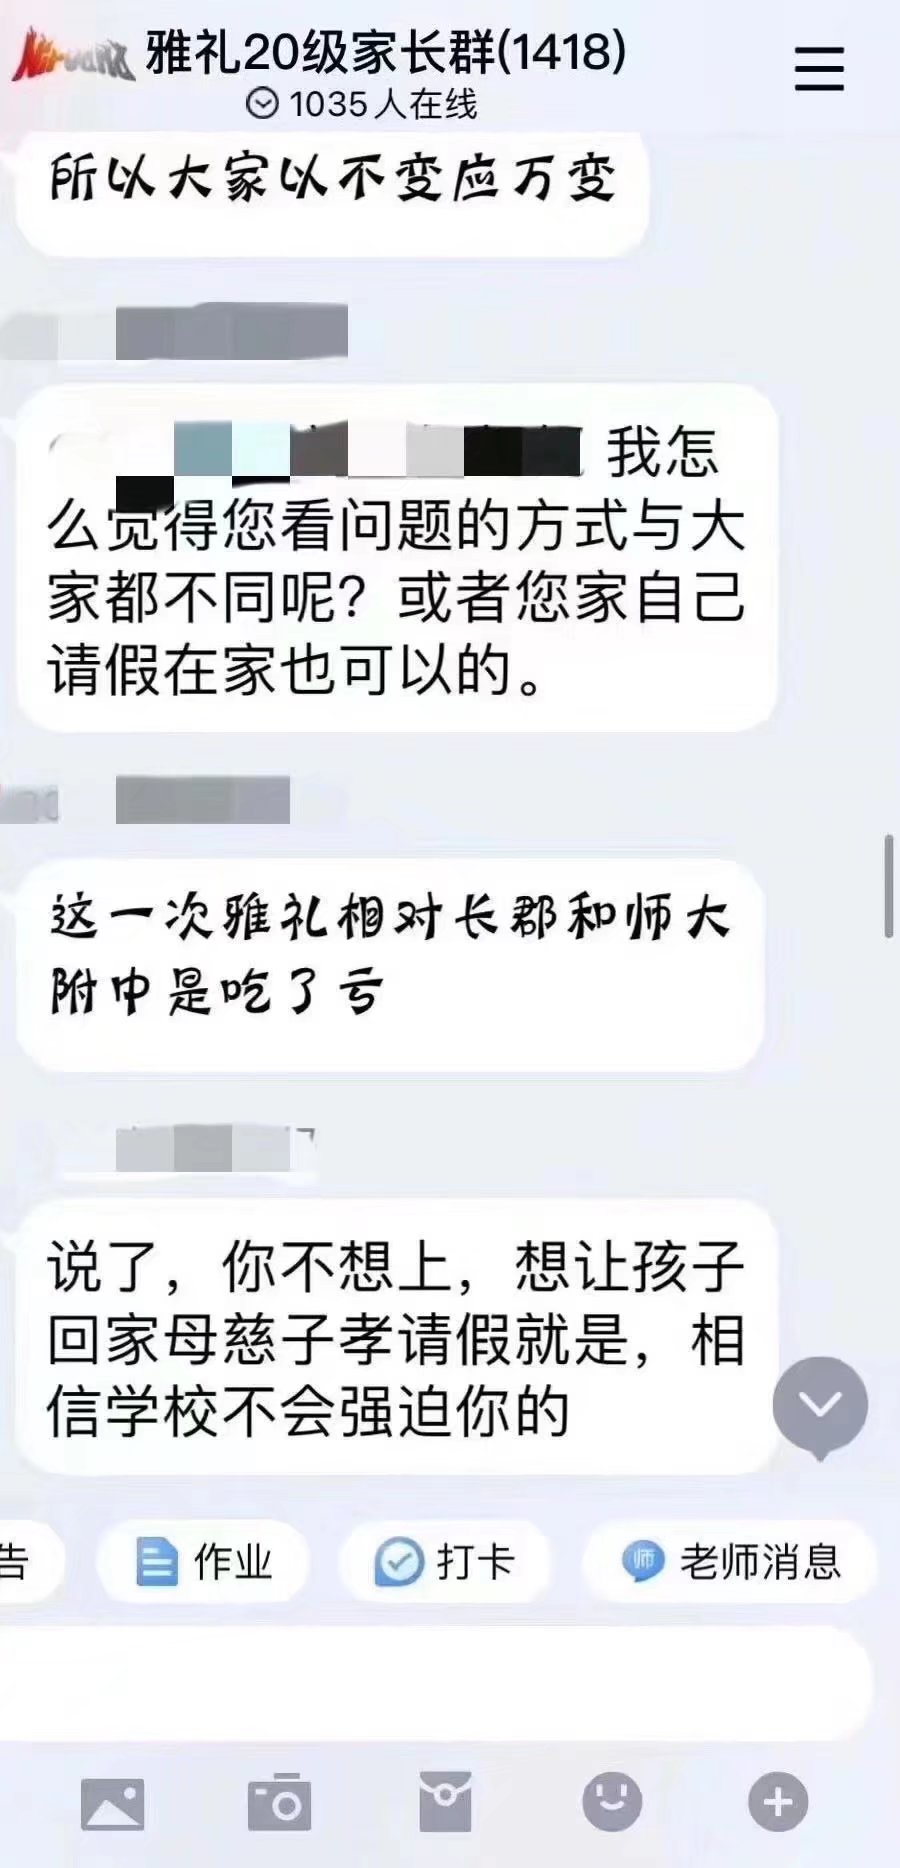 雅礼20级家长群(1418)
1035人在线
所以大家以不变应万变
我怎
么觉得您看问题的方式与大
家都不同呢？或者您家自己
请假在家也可以的。
这一次雅礼相对长郡和师大
附中是吃了亏
说了，你不想上，想让孩子
回家母慈子孝请假就是，相
信学校不会强迫你的
告 作业 打卡 师 老师消息